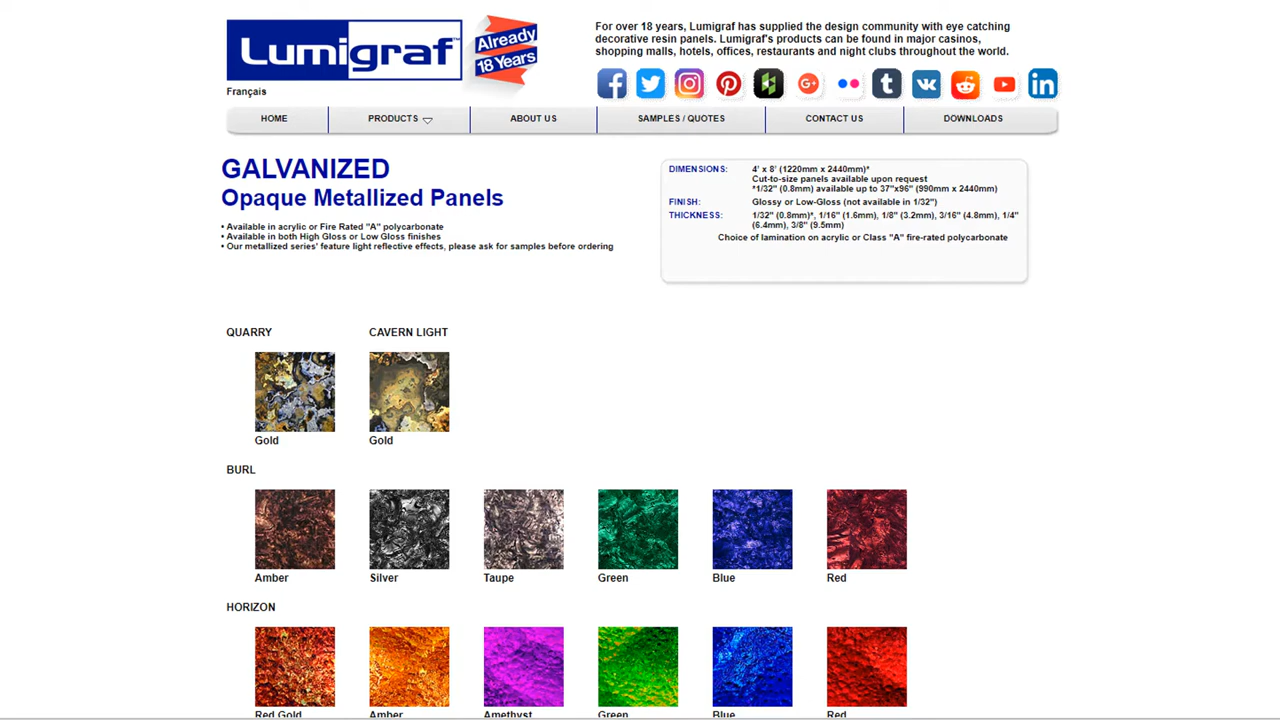 Lumigraf™
Already
18 Years
For over 18 years, Lumigraf has supplied the design community with eye catching
decorative resin panels. Lumigraf's products can be found in major casinos,
shopping malls, hotels, offices, restaurants and night clubs throughout the world.
Français
HOME PRODUCTS ABOUT US SAMPLES / QUOTES CONTACT US DOWNLOADS
GALVANIZED
Opaque Metallized Panels
• Available in acrylic or Fire Rated "A" polycarbonate
• Available in both High Gloss or Low Gloss finishes
• Our metallized series' feature light reflective effects, please ask for samples before ordering
DIMENSIONS: 4' x 8' (1220mm x 2440mm)*
Cut-to-size panels available upon request
*1/32" (0.8mm) available up to 37"x96" (990mm x 2440mm)
FINISH: Glossy or Low-Gloss (not available in 1/32")
THICKNESS: 1/32" (0.8mm)*, 1/16" (1.6mm), 1/8" (3.2mm), 3/16" (4.8mm), 1/4"
(6.4mm), 3/8" (9.5mm)
Choice of lamination on acrylic or Class "A" fire-rated polycarbonate
QUARRY CAVERN LIGHT
Gold Gold
BURL
Amber Silver Taupe Green Blue Red
HORIZON
Red Gold Amber Amethyst Green Blue Red